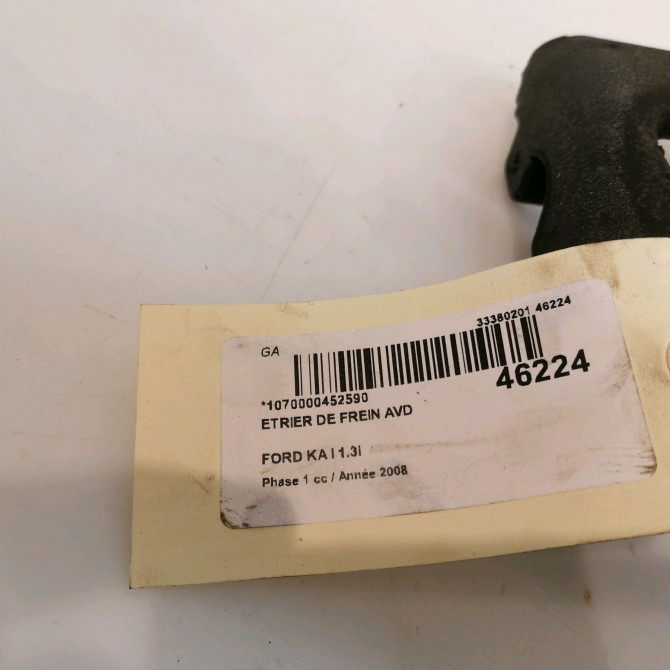 GA
33380201 46224
46224
*1070000452590
ETRIER DE FREIN AVD
FORD KA I 1.3i
Phase 1 cc / Année 2008